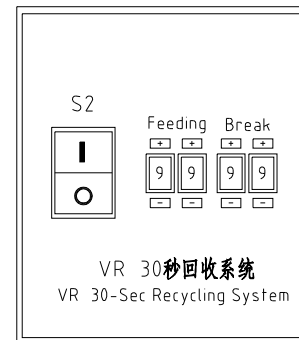 S2
Feeding Break
+ + + +
I 9 9 9 9
O
- - - -
VR 30秒回收系统
VR 30-Sec Recycling System